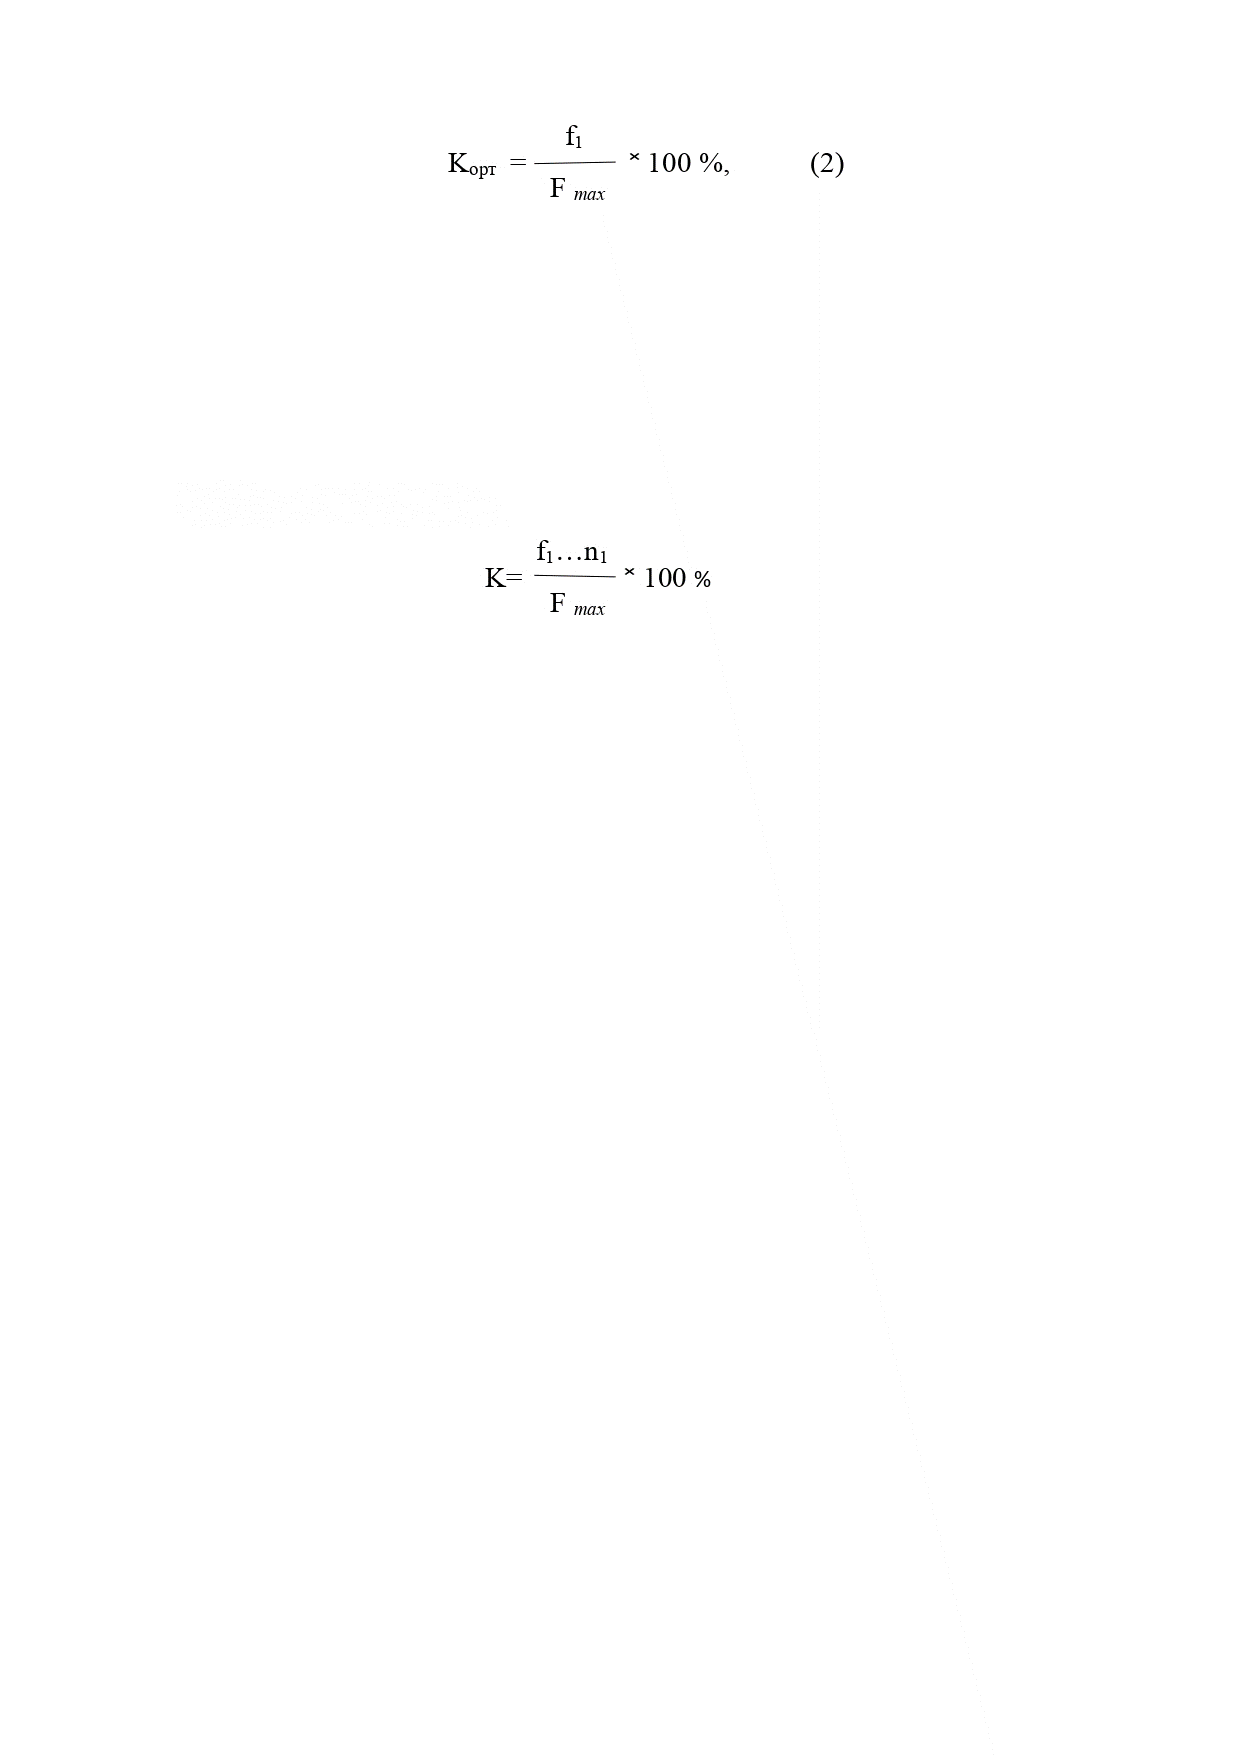 f₁
Kорт = × 100 %, (2)
F max
f₁…n₁
K= × 100 %
F max